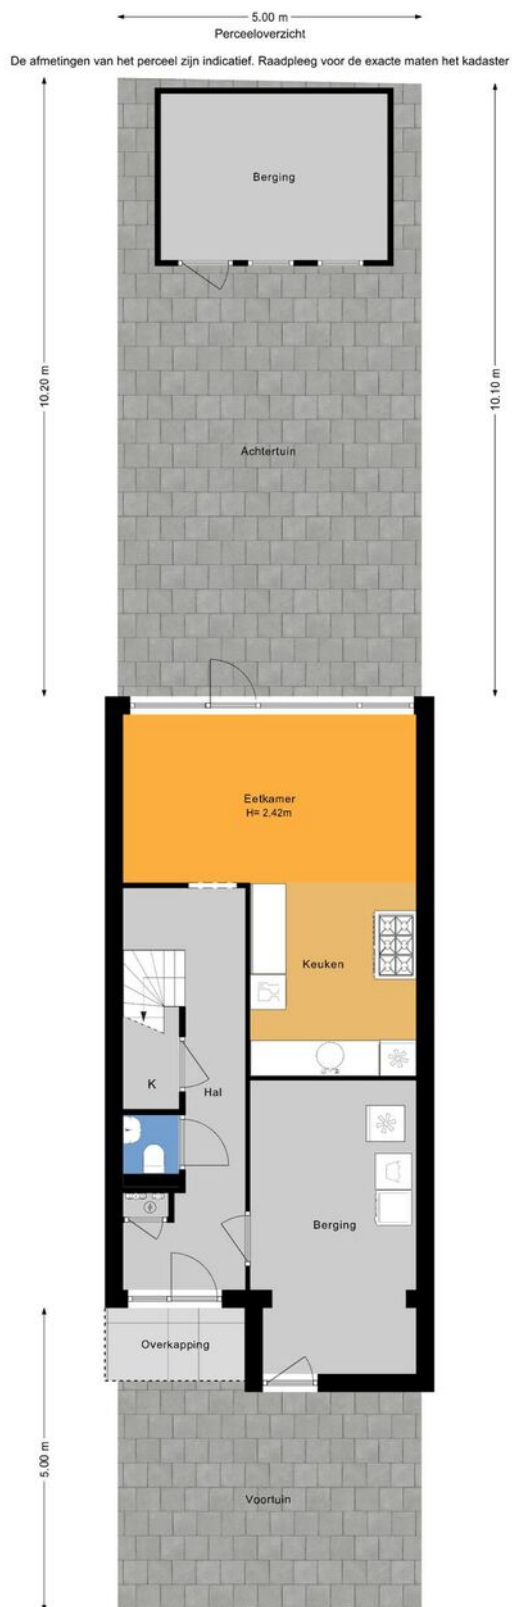 5.00 m
Perceeloverzicht
De afmetingen van het perceel zijn indicatief. Raadpleeg voor de exacte maten het kadaster
Berging
10.20 m
10.10 m
Achtertuin
Eetkamer
H= 2.42m
Keuken
K
Hal
Berging
Overkapping
5.00 m
Voortuin